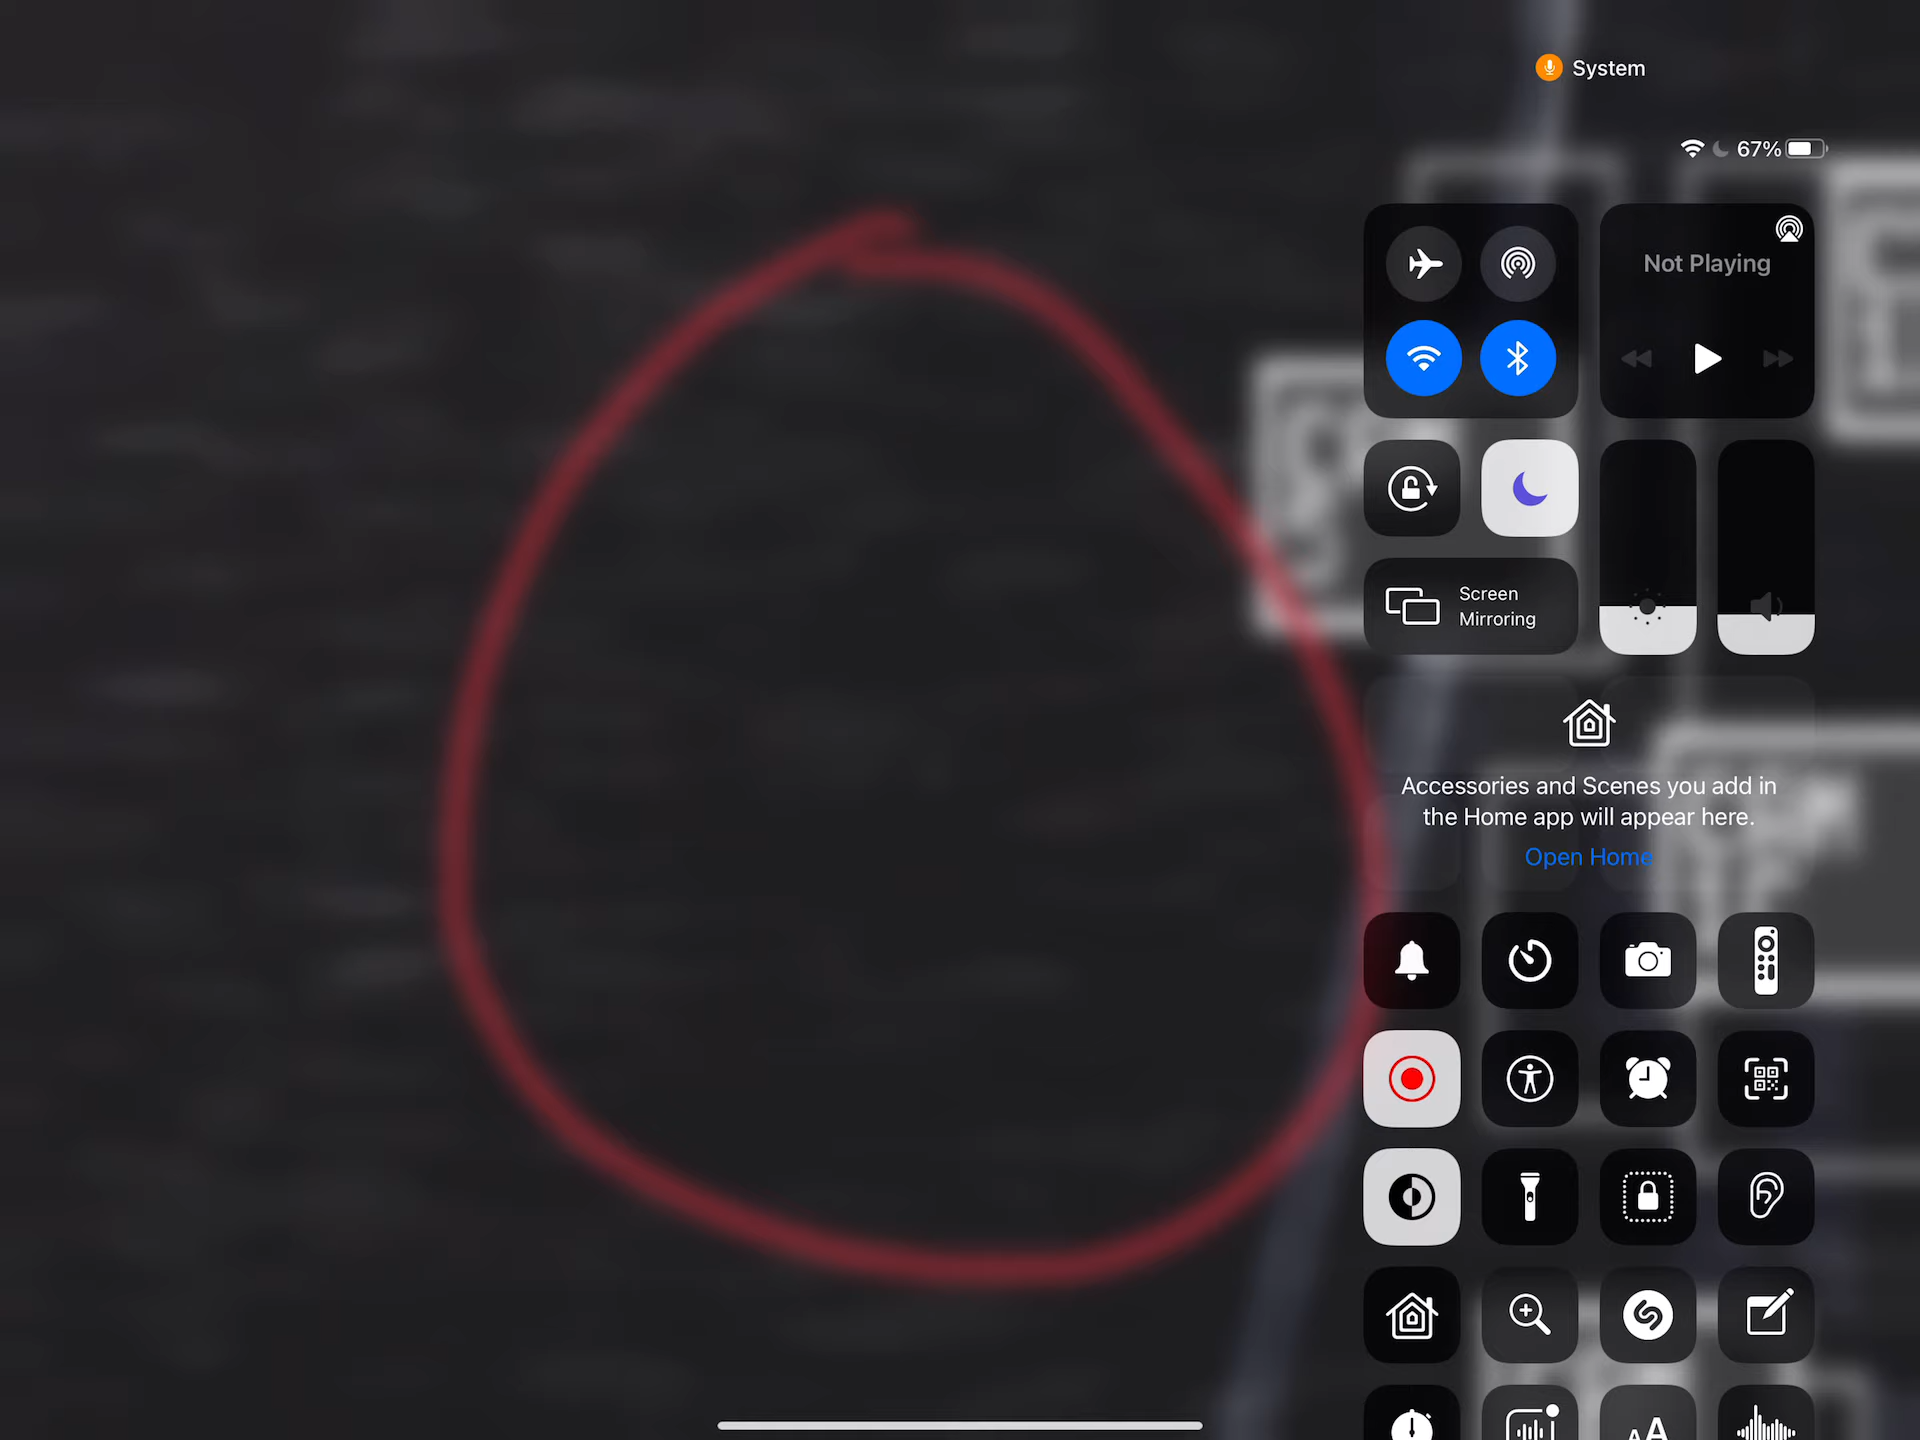 System
67%
Not Playing
Screen
Mirroring
Accessories and Scenes you add in
the Home app will appear here.
Open Home
AA